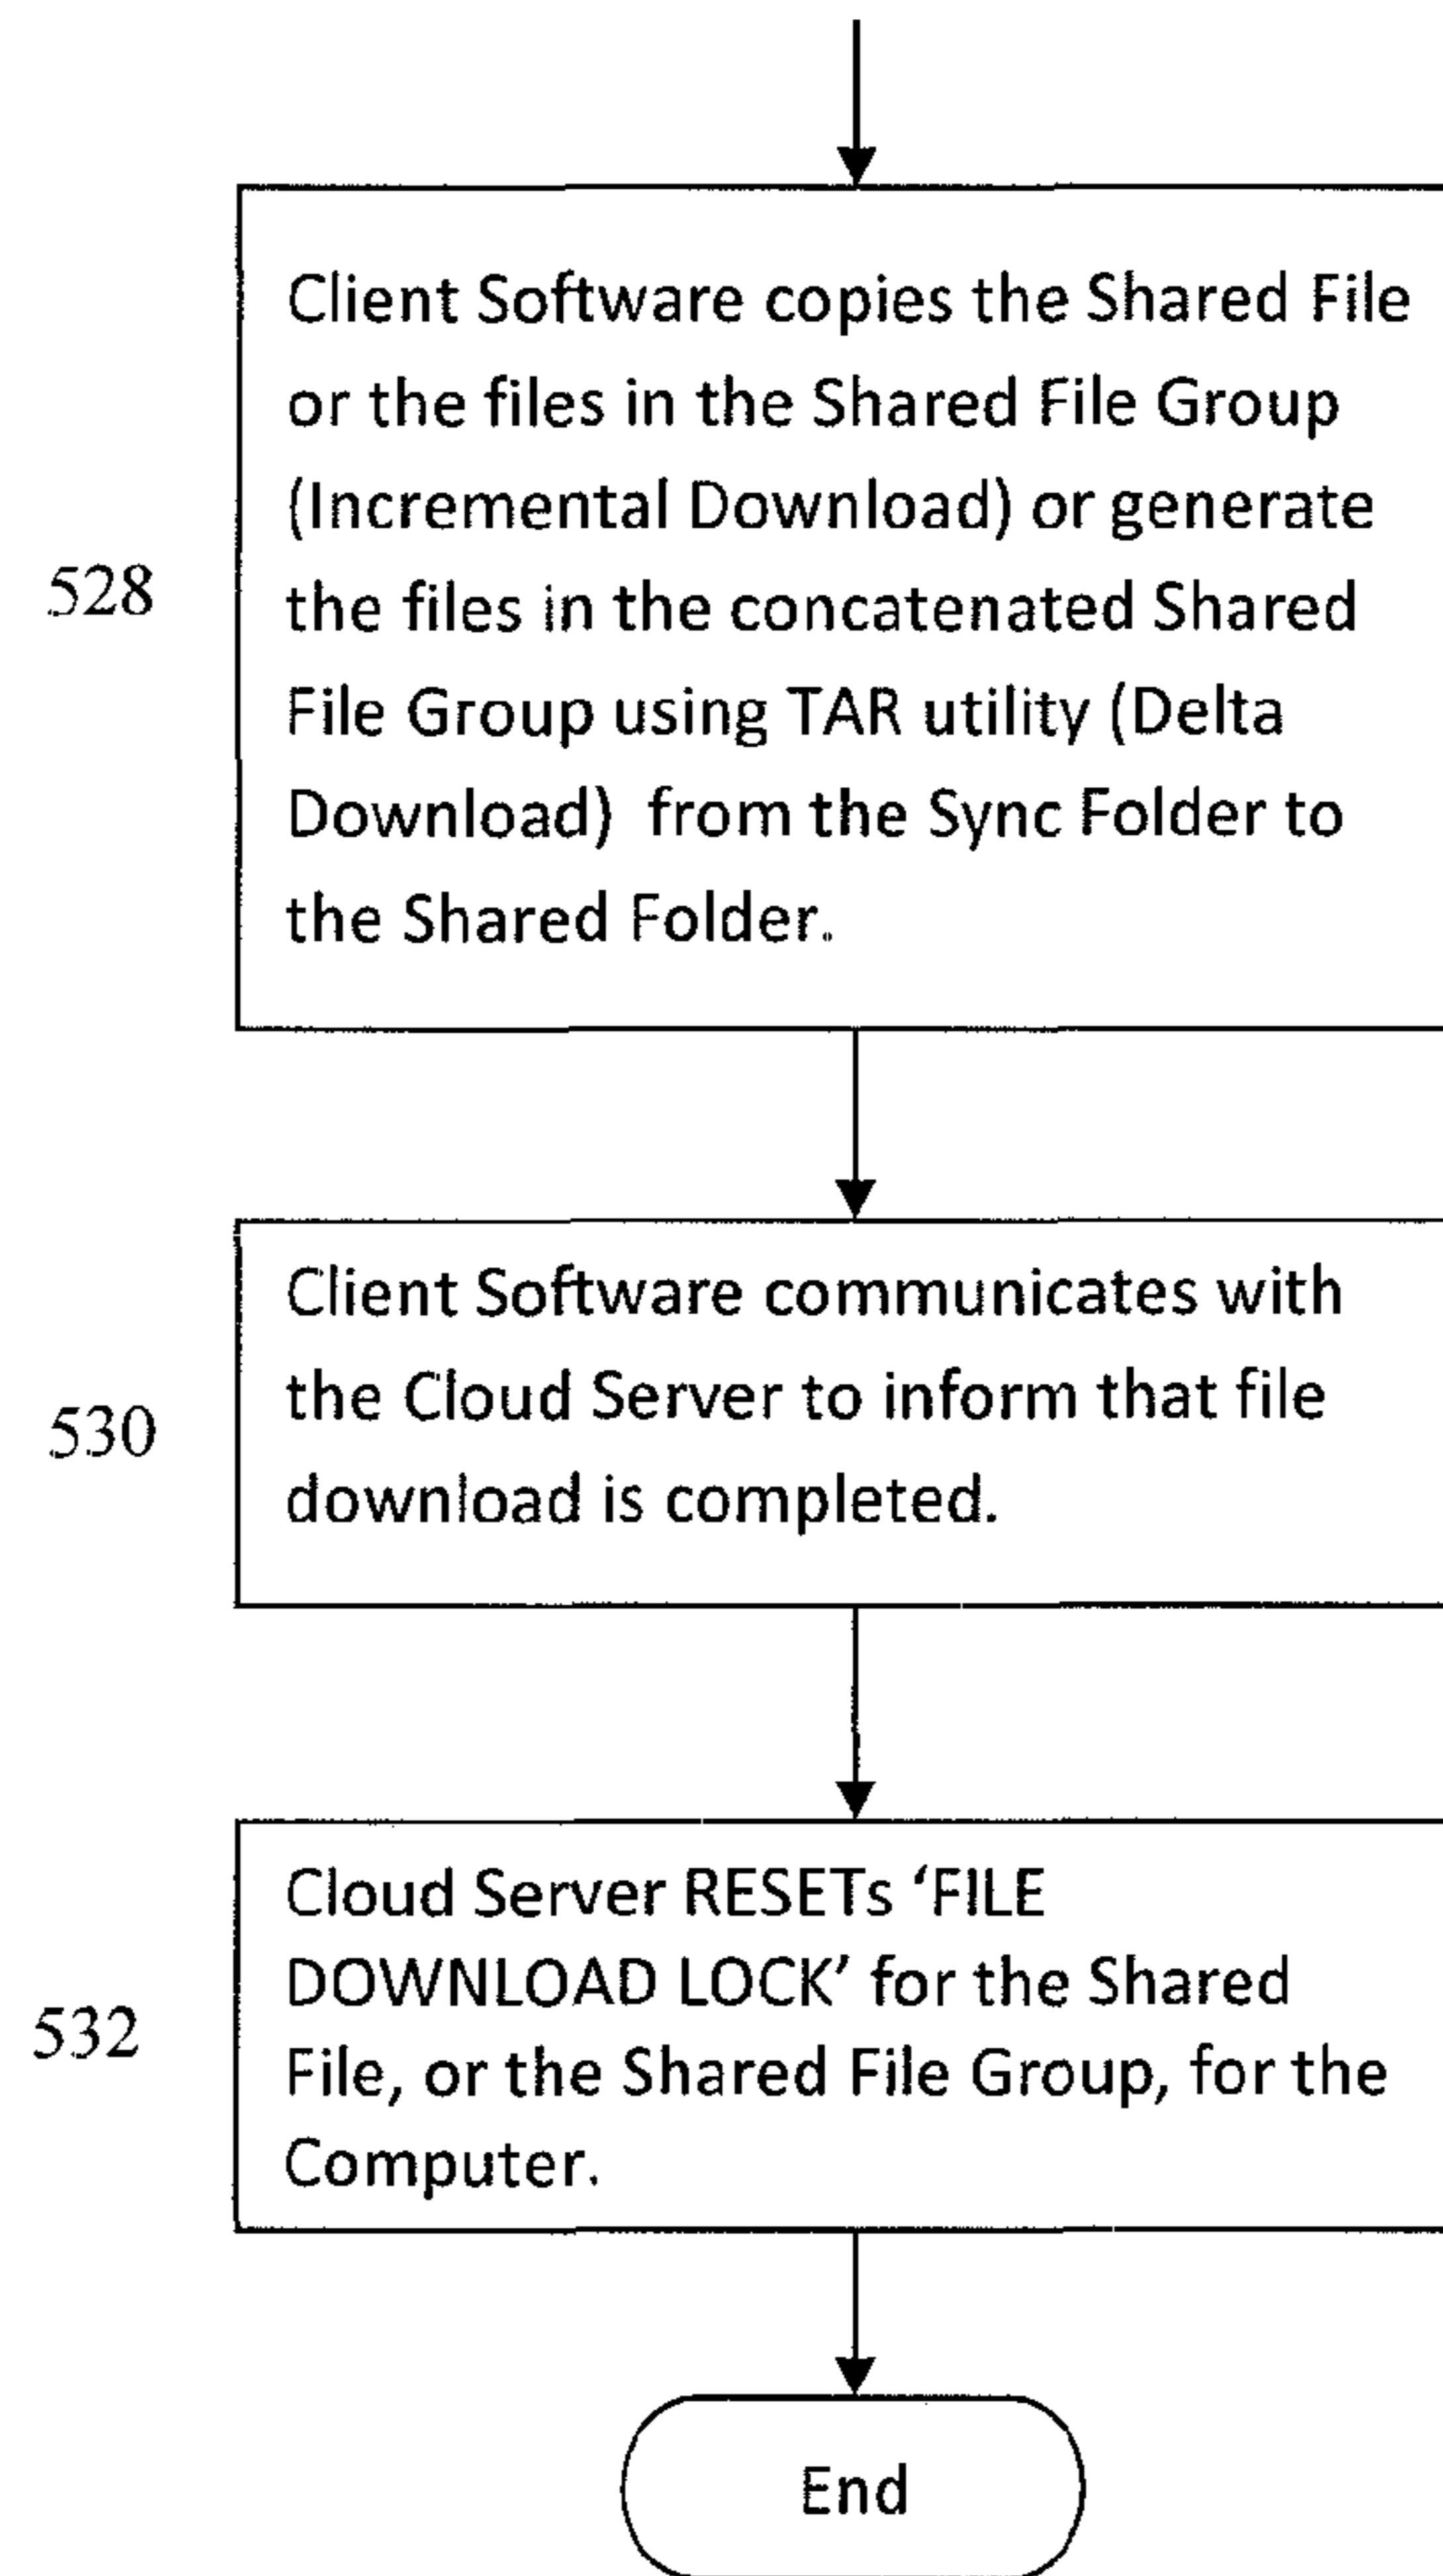 Client Software copies the Shared File
or the files in the Shared File Group
(Incremental Download) or generate
528
the files in the concatenated Shared
File Group using TAR utility (Delta
Download) from the Sync Folder to
the Shared Folder.
Client Software communicates with
the Cloud Server to inform that file
530
download is completed.
Cloud Server RESETs ‘FILE
DOWNLOAD LOCK’ for the Shared
532
File, or the Shared File Group, for the
Computer.
End